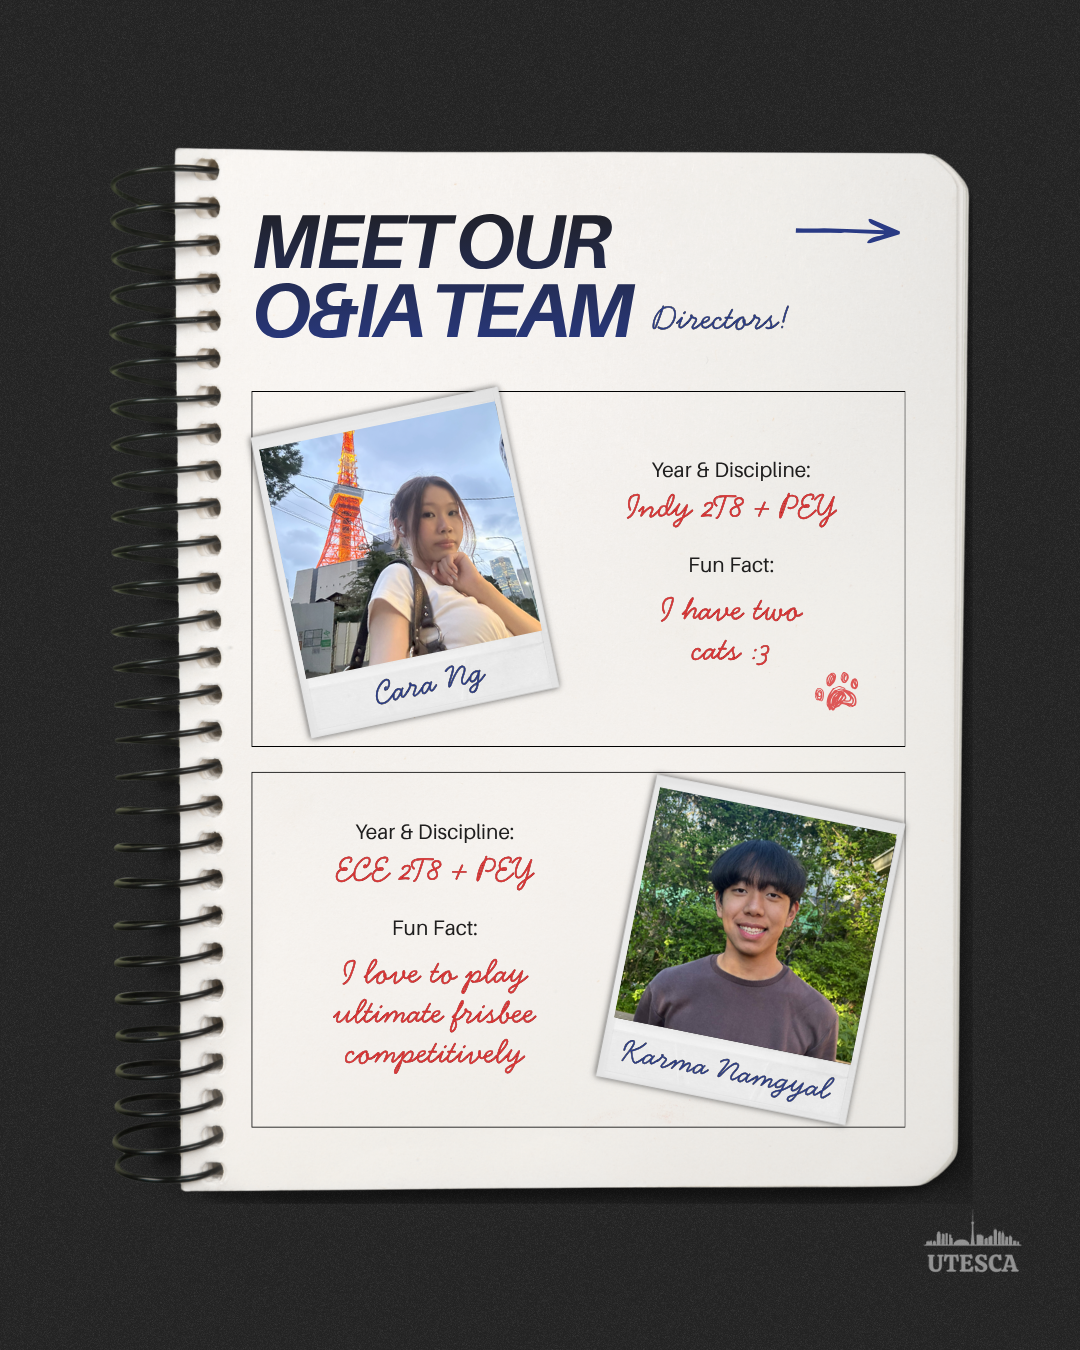 MEET OUR
O&IA TEAM Directors!
Year & Discipline:
Indy 2T8 + PEY
Fun Fact:
I have two
cats :3
Cara Ng
Year & Discipline:
ECE 2T8 + PEY
Fun Fact:
I love to play
ultimate frisbee
competitively
Karma Namgyal
UTESCA